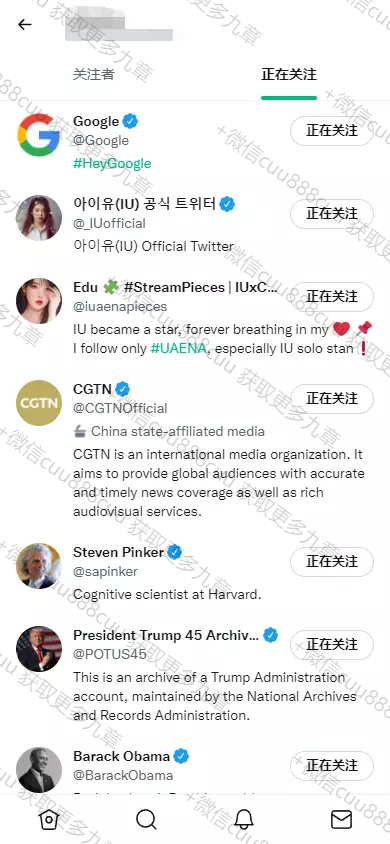 关注者 正在关注
Google
正在关注
@Google
#HeyGoogle
아이유(IU) 공식 트위터
正在关注
@_IUofficial
아이유(IU) Official Twitter
Edu 🧩 #StreamPieces | IUxC...
正在关注
@iuaenapieces
IU became a star, forever breathing in my ❤️ 📌
I follow only #UAENA, especially IU solo stan❗
CGTN
CGTN
正在关注
@CGTNOfficial
China state-affiliated media
CGTN is an international media organization. It
aims to provide global audiences with accurate
and timely news coverage as well as rich
audiovisual services.
Steven Pinker
正在关注
@sapinker
Cognitive scientist at Harvard.
President Trump 45 Archiv...
正在关注
@POTUS45
This is an archive of a Trump Administration
account, maintained by the National Archives
and Records Administration.
Barack Obama
正在关注
@BarackObama
+微信cuu888cuu 获取更多九章